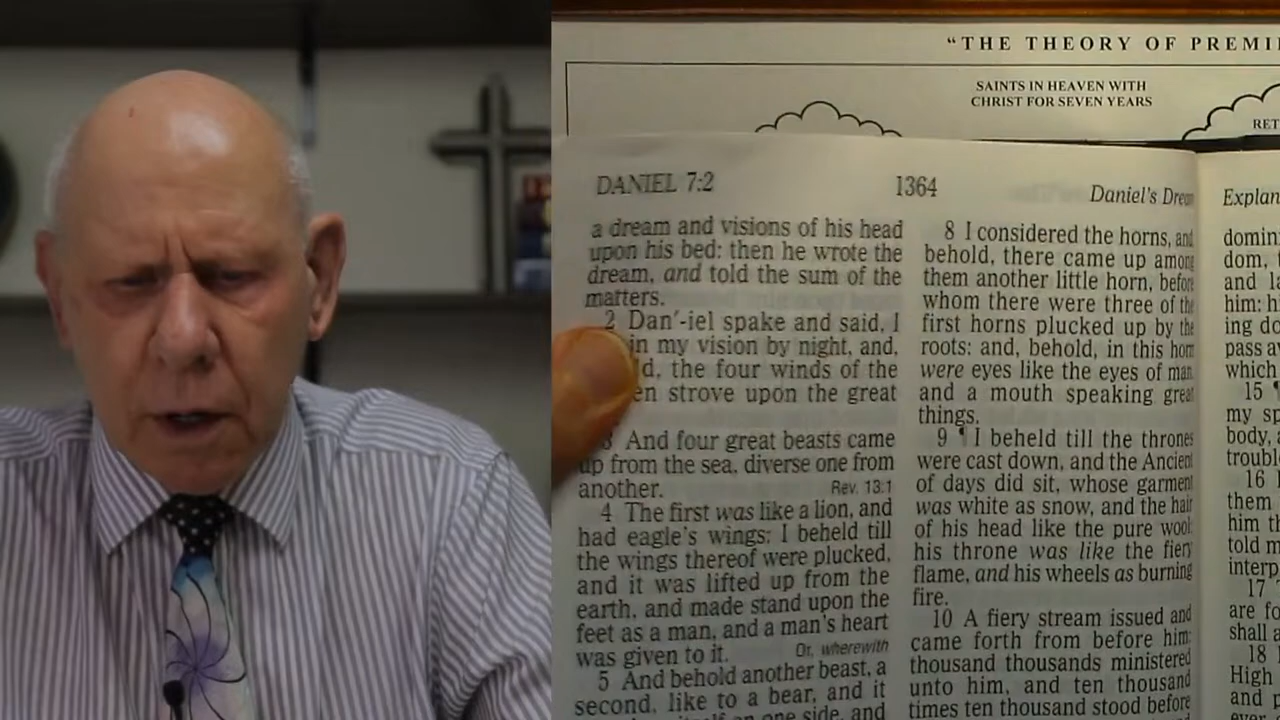 "THE THEORY OF
SAINTS IN HEAVEN WITH
CHRIST FOR SEVEN YEARS
DANIEL 7:2
1364
Daniel's
a dream and visions of his head
upon his bed: then he wrote the
dream, and told the sum of the
matters.
2 Dan′-iel spake and said, I
in my vision by night, and,
the four winds of the
strove upon the great
3 And four great beasts came
up from the sea, diverse one from
another. Rev. 13:1
4 The first was like a lion, and
had eagle's wings: I beheld till
the wings thereof were plucked,
and it was lifted up from the
earth, and made stand upon the
feet as a man, and a man's heart
was given to it. Or, wherewith
5 And behold another beast, a
second, like to a bear, and it
on one side, and
8 I considered the horns, and
behold, there came up among
them another little horn, before
whom there were three of the
first horns plucked up by the
roots: and, behold, in this horn
were eyes like the eyes of man
and a mouth speaking great
things.
9 ¶ I beheld till the thrones
were cast down, and the Ancient
of days did sit, whose garment
was white as snow, and the hair
of his head like the pure wool:
his throne was like the fiery
flame, and his wheels as burning
fire.
10 A fiery stream issued and
came forth from before him:
thousand thousands ministered
unto him, and ten thousand
times ten thousand stood before
and
him:
pass
which
15 ¶
my
body,
16
them
him
told
17
are
shall
18
High
and
ever